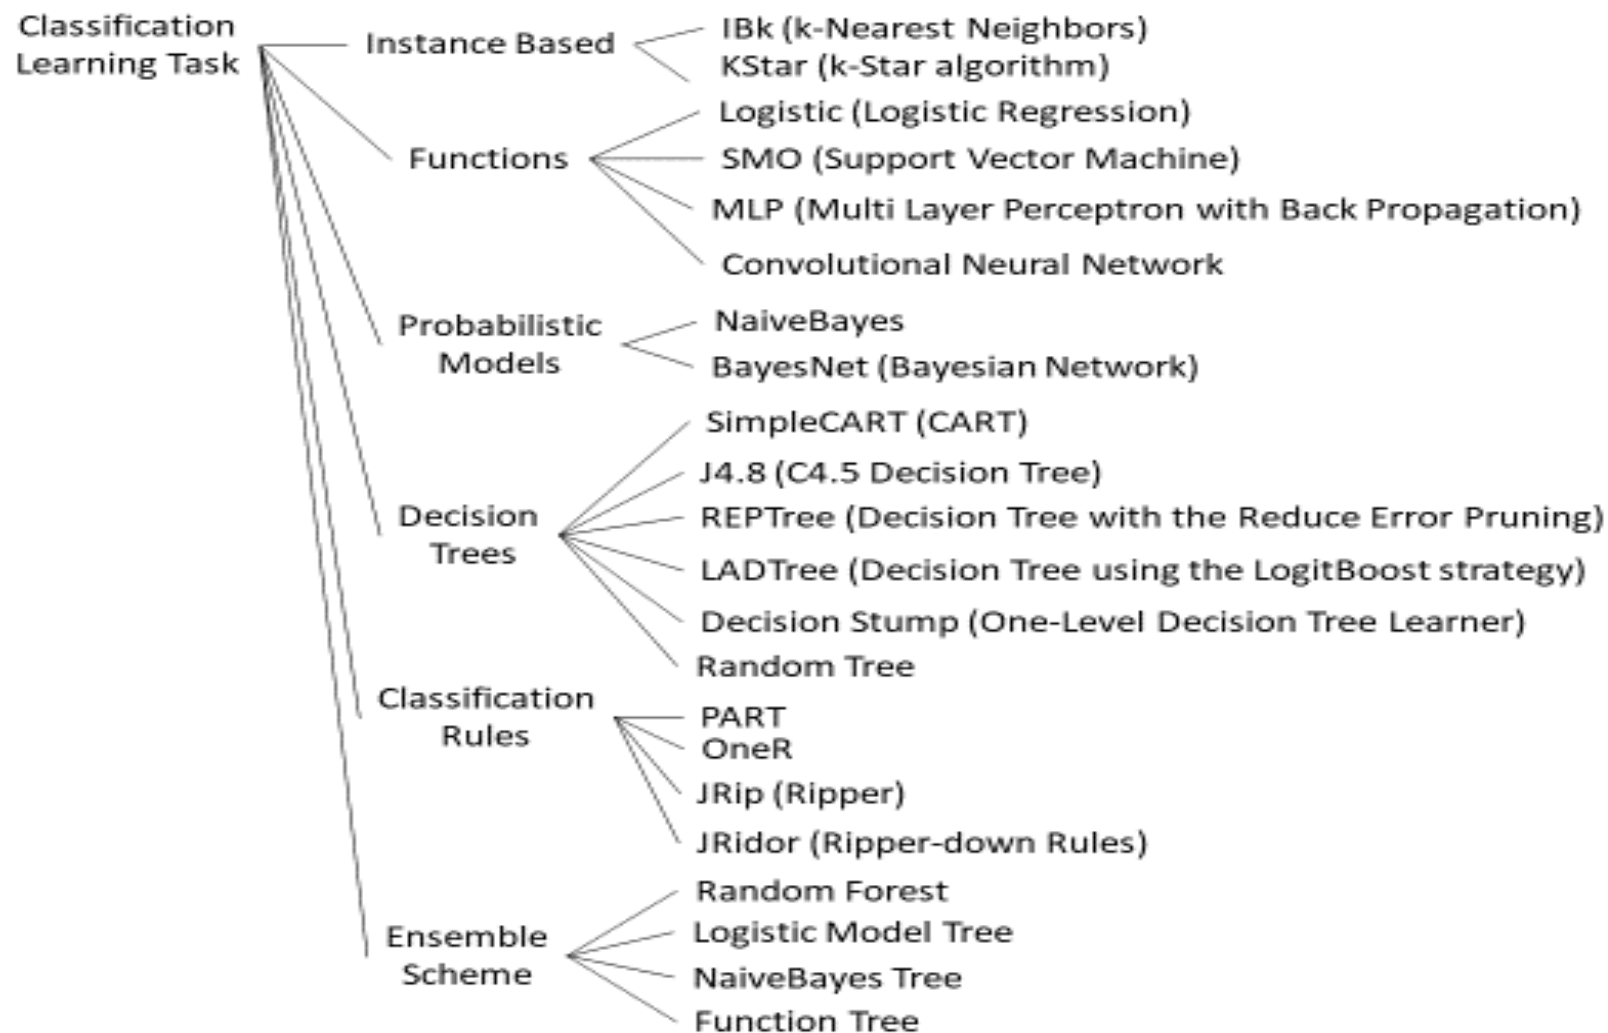 Classification
Learning Task
Instance Based
IBk (k-Nearest Neighbors)
KStar (k-Star algorithm)
Functions
Logistic (Logistic Regression)
SMO (Support Vector Machine)
MLP (Multi Layer Perceptron with Back Propagation)
Convolutional Neural Network
Probabilistic
Models
NaiveBayes
BayesNet (Bayesian Network)
Decision
Trees
SimpleCART (CART)
J4.8 (C4.5 Decision Tree)
REPTree (Decision Tree with the Reduce Error Pruning)
LADTree (Decision Tree using the LogitBoost strategy)
Decision Stump (One-Level Decision Tree Learner)
Random Tree
Classification
Rules
PART
OneR
JRip (Ripper)
JRidor (Ripper-down Rules)
Ensemble
Scheme
Random Forest
Logistic Model Tree
NaiveBayes Tree
Function Tree